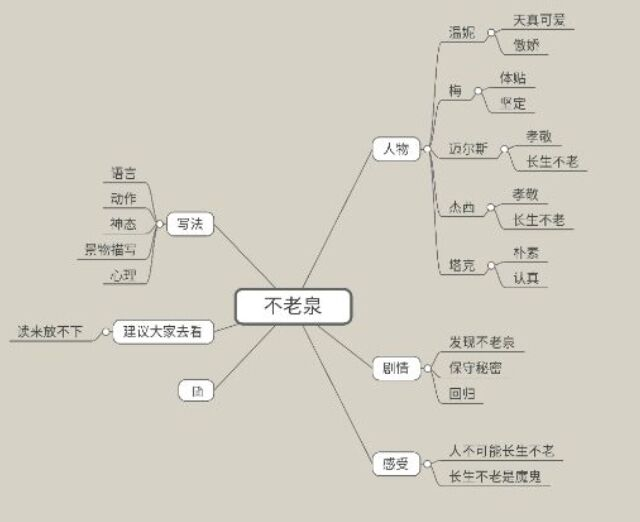 不老泉
人物
温妮
天真可爱
傲娇
梅
体贴
坚定
迈尔斯
孝敬
长生不老
杰西
孝敬
长生不老
塔克
朴素
认真
剧情
发现不老泉
保守秘密
回归
感受
人不可能长生不老
长生不老是魔鬼
写法
语言
动作
神态
景物描写
心理
建议大家去看
读来放不下